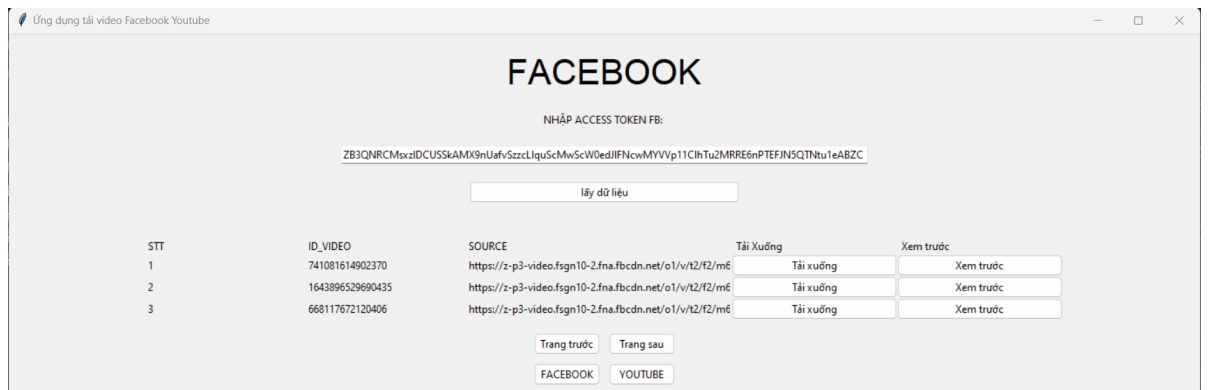 Ứng dụng tải video Facebook Youtube
FACEBOOK
NHẬP ACCESS TOKEN FB:
ZB3QNRCMsxzIDCUSSkAMX9nUafvSzzcLIquScMwScW0edJIFNcwMYVVp11CIhTu2MRRE6nPTEFJN5QTNtu1eABZC
lấy dữ liệu
STT ID_VIDEO SOURCE Tải Xuống Xem trước
1 741081614902370 https://z-p3-video.fsgn10-2.fna.fbcdn.net/o1/v/t2/f2/m6 Tải xuống Xem trước
2 1643896529690435 https://z-p3-video.fsgn10-2.fna.fbcdn.net/o1/v/t2/f2/m6 Tải xuống Xem trước
3 668117672120406 https://z-p3-video.fsgn10-2.fna.fbcdn.net/o1/v/t2/f2/m6 Tải xuống Xem trước
Trang trước Trang sau
FACEBOOK YOUTUBE